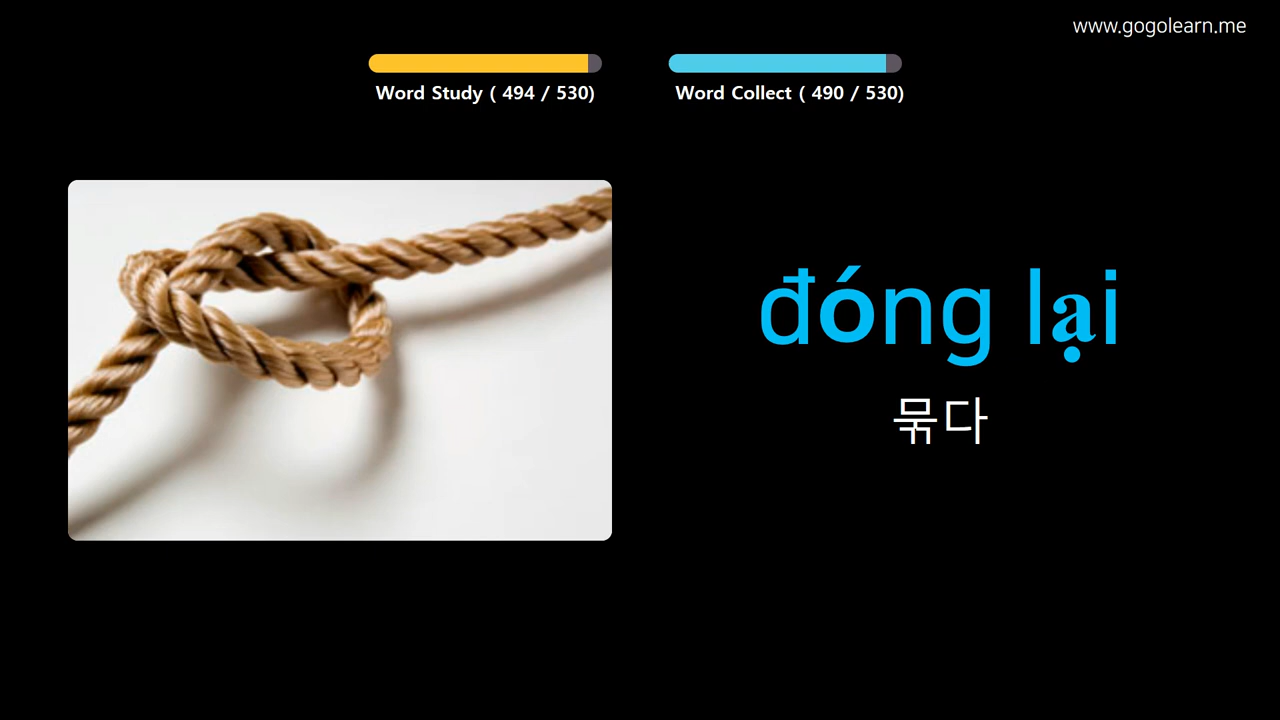 www.gogolearn.me
Word Study ( 494 / 530)
Word Collect ( 490 / 530)
đóng lại
묶다